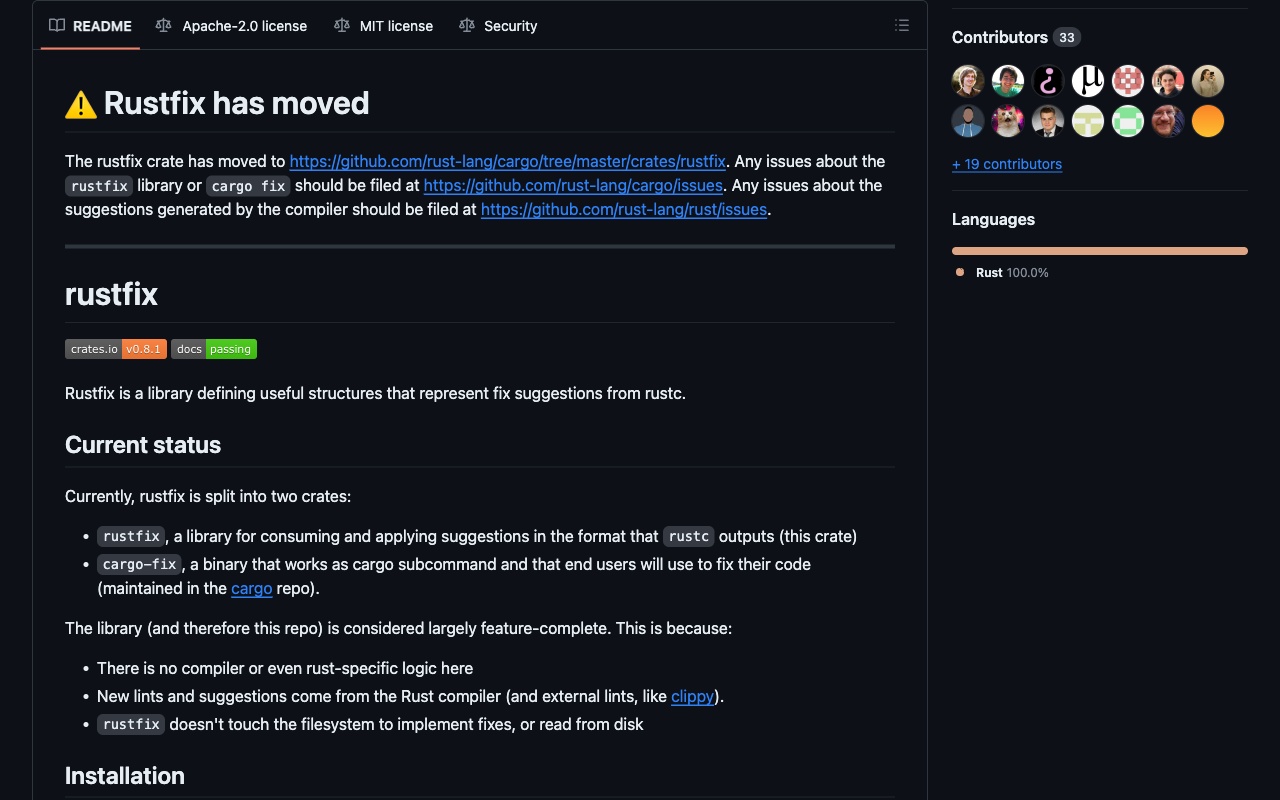 README
Apache-2.0 license
MIT license
Security
⚠️ Rustfix has moved
The rustfix crate has moved to https://github.com/rust-lang/cargo/tree/master/crates/rustfix. Any issues about the
rustfix library or cargo fix should be filed at https://github.com/rust-lang/cargo/issues. Any issues about the
suggestions generated by the compiler should be filed at https://github.com/rust-lang/rust/issues.
rustfix
crates.io v0.8.1 docs passing
Rustfix is a library defining useful structures that represent fix suggestions from rustc.
Current status
Currently, rustfix is split into two crates:
• rustfix, a library for consuming and applying suggestions in the format that rustc outputs (this crate)
• cargo-fix, a binary that works as cargo subcommand and that end users will use to fix their code
(maintained in the cargo repo).
The library (and therefore this repo) is considered largely feature-complete. This is because:
• There is no compiler or even rust-specific logic here
• New lints and suggestions come from the Rust compiler (and external lints, like clippy).
• rustfix doesn't touch the filesystem to implement fixes, or read from disk
Installation
Contributors 33
+ 19 contributors
Languages
Rust 100.0%